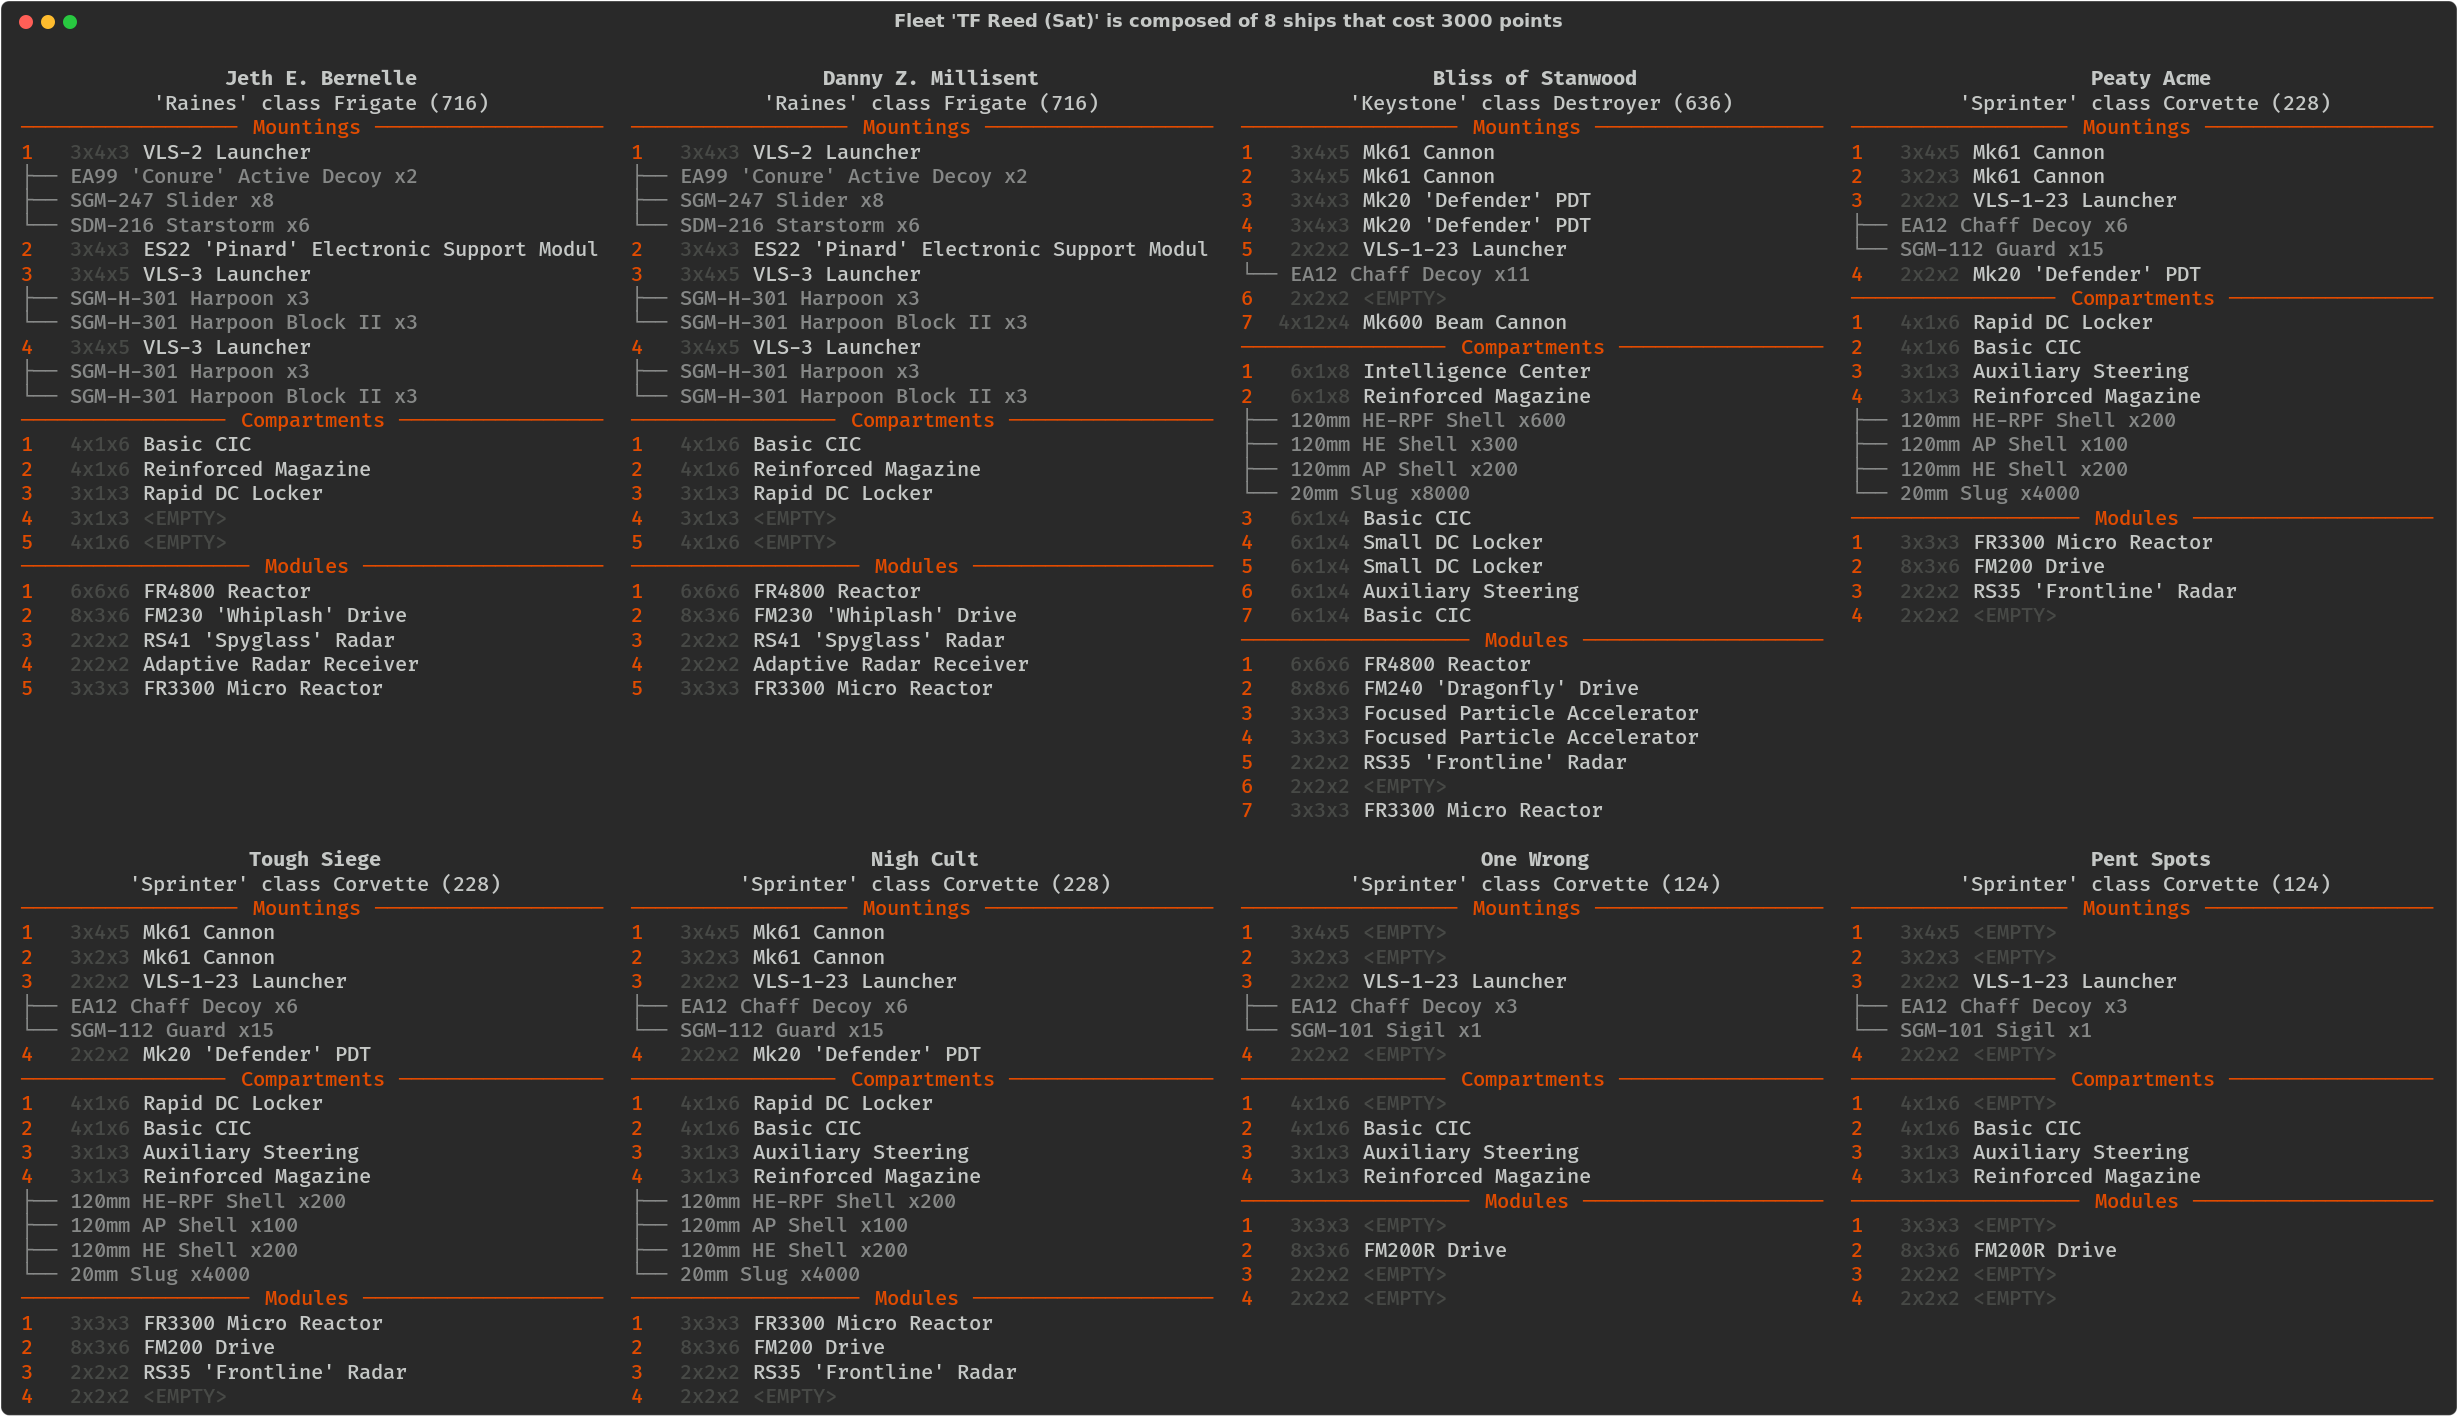 Fleet 'TF Reed (Sat)' is composed of 8 ships that cost 3000 points
Jeth E. Bernelle
'Raines' class Frigate (716)
Mountings
1 3x4x3 VLS-2 Launcher
EA99 'Conure' Active Decoy x2
SGM-247 Slider x8
SDM-216 Starstorm x6
2 3x4x3 ES22 'Pinard' Electronic Support Modul
3 3x4x5 VLS-3 Launcher
SGM-H-301 Harpoon x3
SGM-H-301 Harpoon Block II x3
4 3x4x5 VLS-3 Launcher
SGM-H-301 Harpoon x3
SGM-H-301 Harpoon Block II x3
Compartments
1 4x1x6 Basic CIC
2 4x1x6 Reinforced Magazine
3 3x1x3 Rapid DC Locker
4 3x1x3 <EMPTY>
5 4x1x6 <EMPTY>
Modules
1 6x6x6 FR4800 Reactor
2 8x3x6 FM230 'Whiplash' Drive
3 2x2x2 RS41 'Spyglass' Radar
4 2x2x2 Adaptive Radar Receiver
5 3x3x3 FR3300 Micro Reactor
Danny Z. Millisent
'Raines' class Frigate (716)
Mountings
1 3x4x3 VLS-2 Launcher
EA99 'Conure' Active Decoy x2
SGM-247 Slider x8
SDM-216 Starstorm x6
2 3x4x3 ES22 'Pinard' Electronic Support Modul
3 3x4x5 VLS-3 Launcher
SGM-H-301 Harpoon x3
SGM-H-301 Harpoon Block II x3
4 3x4x5 VLS-3 Launcher
SGM-H-301 Harpoon x3
SGM-H-301 Harpoon Block II x3
Compartments
1 4x1x6 Basic CIC
2 4x1x6 Reinforced Magazine
3 3x1x3 Rapid DC Locker
4 3x1x3 <EMPTY>
5 4x1x6 <EMPTY>
Modules
1 6x6x6 FR4800 Reactor
2 8x3x6 FM230 'Whiplash' Drive
3 2x2x2 RS41 'Spyglass' Radar
4 2x2x2 Adaptive Radar Receiver
5 3x3x3 FR3300 Micro Reactor
Bliss of Stanwood
'Keystone' class Destroyer (636)
Mountings
1 3x4x5 Mk61 Cannon
2 3x4x5 Mk61 Cannon
3 3x4x3 Mk20 'Defender' PDT
4 3x4x3 Mk20 'Defender' PDT
5 2x2x2 VLS-1-23 Launcher
EA12 Chaff Decoy x11
6 2x2x2 <EMPTY>
7 4x12x4 Mk600 Beam Cannon
Compartments
1 6x1x8 Intelligence Center
2 6x1x8 Reinforced Magazine
120mm HE-RPF Shell x600
120mm HE Shell x300
120mm AP Shell x200
20mm Slug x8000
3 6x1x4 Basic CIC
4 6x1x4 Small DC Locker
5 6x1x4 Small DC Locker
6 6x1x4 Auxiliary Steering
7 6x1x4 Basic CIC
Modules
1 6x6x6 FR4800 Reactor
2 8x8x6 FM240 'Dragonfly' Drive
3 3x3x3 Focused Particle Accelerator
4 3x3x3 Focused Particle Accelerator
5 2x2x2 RS35 'Frontline' Radar
6 2x2x2 <EMPTY>
7 3x3x3 FR3300 Micro Reactor
Peaty Acme
'Sprinter' class Corvette (228)
Mountings
1 3x4x5 Mk61 Cannon
2 3x2x3 Mk61 Cannon
3 2x2x2 VLS-1-23 Launcher
EA12 Chaff Decoy x6
SGM-112 Guard x15
4 2x2x2 Mk20 'Defender' PDT
Compartments
1 4x1x6 Rapid DC Locker
2 4x1x6 Basic CIC
3 3x1x3 Auxiliary Steering
4 3x1x3 Reinforced Magazine
120mm HE-RPF Shell x200
120mm AP Shell x100
120mm HE Shell x200
20mm Slug x4000
Modules
1 3x3x3 FR3300 Micro Reactor
2 8x3x6 FM200 Drive
3 2x2x2 RS35 'Frontline' Radar
4 2x2x2 <EMPTY>
Tough Siege
'Sprinter' class Corvette (228)
Mountings
1 3x4x5 Mk61 Cannon
2 3x2x3 Mk61 Cannon
3 2x2x2 VLS-1-23 Launcher
EA12 Chaff Decoy x6
SGM-112 Guard x15
4 2x2x2 Mk20 'Defender' PDT
Compartments
1 4x1x6 Rapid DC Locker
2 4x1x6 Basic CIC
3 3x1x3 Auxiliary Steering
4 3x1x3 Reinforced Magazine
120mm HE-RPF Shell x200
120mm AP Shell x100
120mm HE Shell x200
20mm Slug x4000
Modules
1 3x3x3 FR3300 Micro Reactor
2 8x3x6 FM200 Drive
3 2x2x2 RS35 'Frontline' Radar
4 2x2x2 <EMPTY>
Nigh Cult
'Sprinter' class Corvette (228)
Mountings
1 3x4x5 Mk61 Cannon
2 3x2x3 Mk61 Cannon
3 2x2x2 VLS-1-23 Launcher
EA12 Chaff Decoy x6
SGM-112 Guard x15
4 2x2x2 Mk20 'Defender' PDT
Compartments
1 4x1x6 Rapid DC Locker
2 4x1x6 Basic CIC
3 3x1x3 Auxiliary Steering
4 3x1x3 Reinforced Magazine
120mm HE-RPF Shell x200
120mm AP Shell x100
120mm HE Shell x200
20mm Slug x4000
Modules
1 3x3x3 FR3300 Micro Reactor
2 8x3x6 FM200 Drive
3 2x2x2 RS35 'Frontline' Radar
4 2x2x2 <EMPTY>
One Wrong
'Sprinter' class Corvette (124)
Mountings
1 3x4x5 <EMPTY>
2 3x2x3 <EMPTY>
3 2x2x2 VLS-1-23 Launcher
EA12 Chaff Decoy x3
SGM-101 Sigil x1
4 2x2x2 <EMPTY>
Compartments
1 4x1x6 <EMPTY>
2 4x1x6 Basic CIC
3 3x1x3 Auxiliary Steering
4 3x1x3 Reinforced Magazine
Modules
1 3x3x3 <EMPTY>
2 8x3x6 FM200R Drive
3 2x2x2 <EMPTY>
4 2x2x2 <EMPTY>
Pent Spots
'Sprinter' class Corvette (124)
Mountings
1 3x4x5 <EMPTY>
2 3x2x3 <EMPTY>
3 2x2x2 VLS-1-23 Launcher
EA12 Chaff Decoy x3
SGM-101 Sigil x1
4 2x2x2 <EMPTY>
Compartments
1 4x1x6 <EMPTY>
2 4x1x6 Basic CIC
3 3x1x3 Auxiliary Steering
4 3x1x3 Reinforced Magazine
Modules
1 3x3x3 <EMPTY>
2 8x3x6 FM200R Drive
3 2x2x2 <EMPTY>
4 2x2x2 <EMPTY>